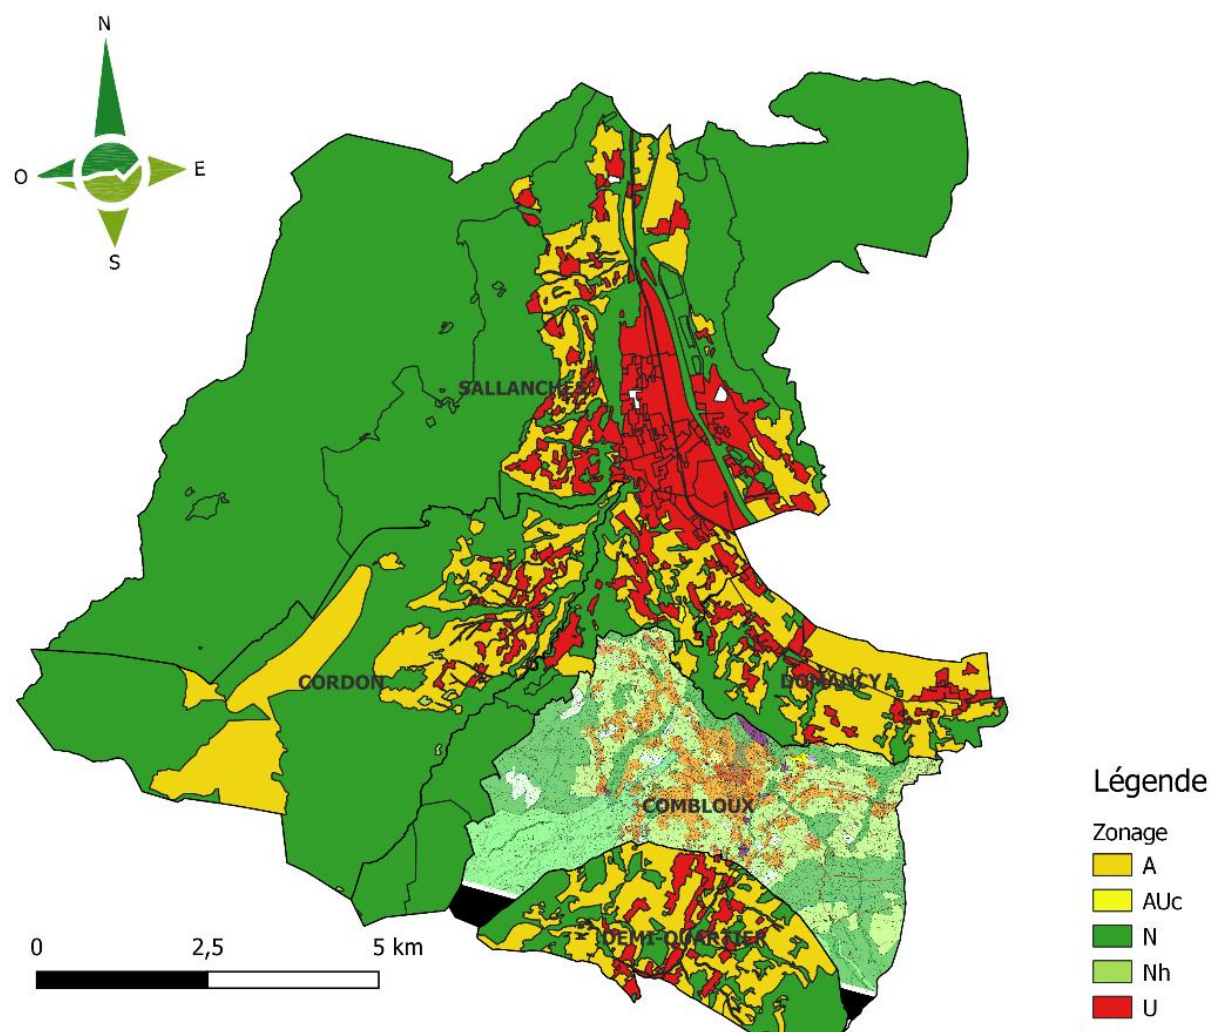 N
O
E
S
SALLANCHES
CORDON
DOMANCY
COMBLOUX
DEMI-QUARTIER
0 2,5 5 km
Légende
Zonage
A
AUc
N
Nh
U